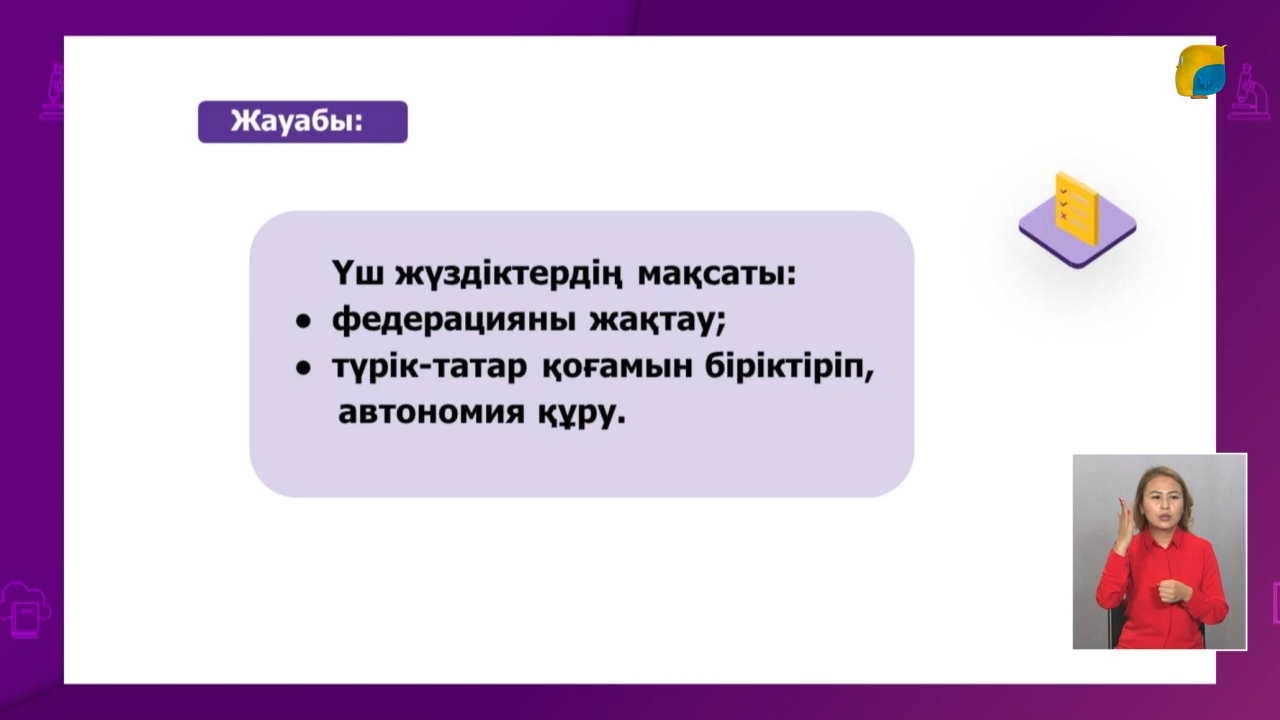 Жауабы:
Үш жүздіктердің мақсаты:
● федерацияны жақтау;
● түрік-татар қоғамын біріктіріп,
автономия құру.